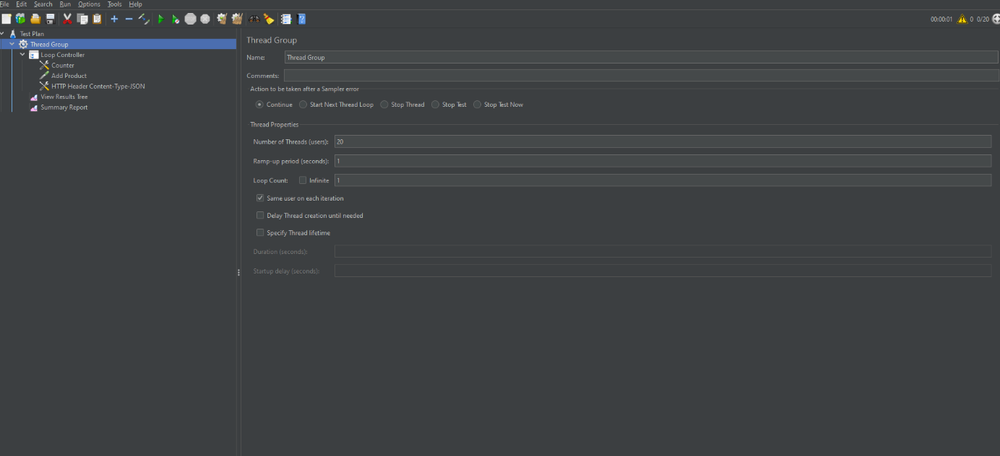 File Edit Search Run Options Tools Help
00:00:01 0 0/20
Test Plan
Thread Group
Loop Controller
Counter
Add Product
HTTP Header Content-Type-JSON
View Results Tree
Summary Report
Thread Group
Name: Thread Group
Comments:
Action to be taken after a Sampler error
Continue Start Next Thread Loop Stop Thread Stop Test Stop Test Now
Thread Properties
Number of Threads (users): 20
Ramp-up period (seconds): 1
Loop Count: Infinite 1
Same user on each iteration
Delay Thread creation until needed
Specify Thread lifetime
Duration (seconds):
Startup delay (seconds):